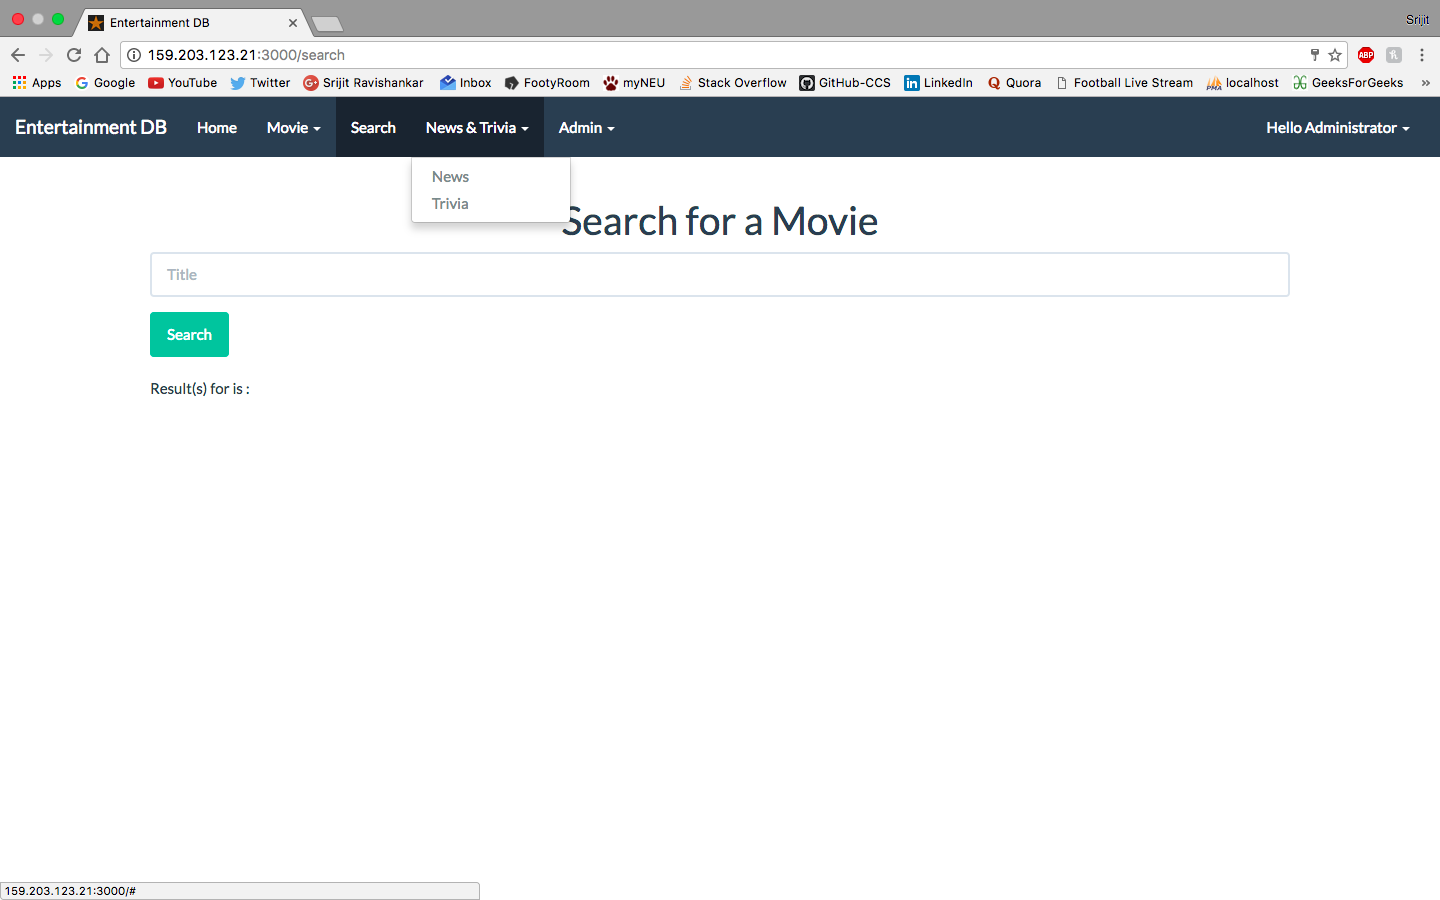 Entertainment DB
Srijit
159.203.123.21:3000/search
ABP
Apps Google YouTube Twitter Srijit Ravishankar Inbox FootyRoom myNEU Stack Overflow GitHub-CCS LinkedIn Quora Football Live Stream localhost GeeksForGeeks »
Entertainment DB Home Movie Search News & Trivia Admin Hello Administrator
News
Trivia
Search for a Movie
Title
Search
Result(s) for is :
159.203.123.21:3000/#